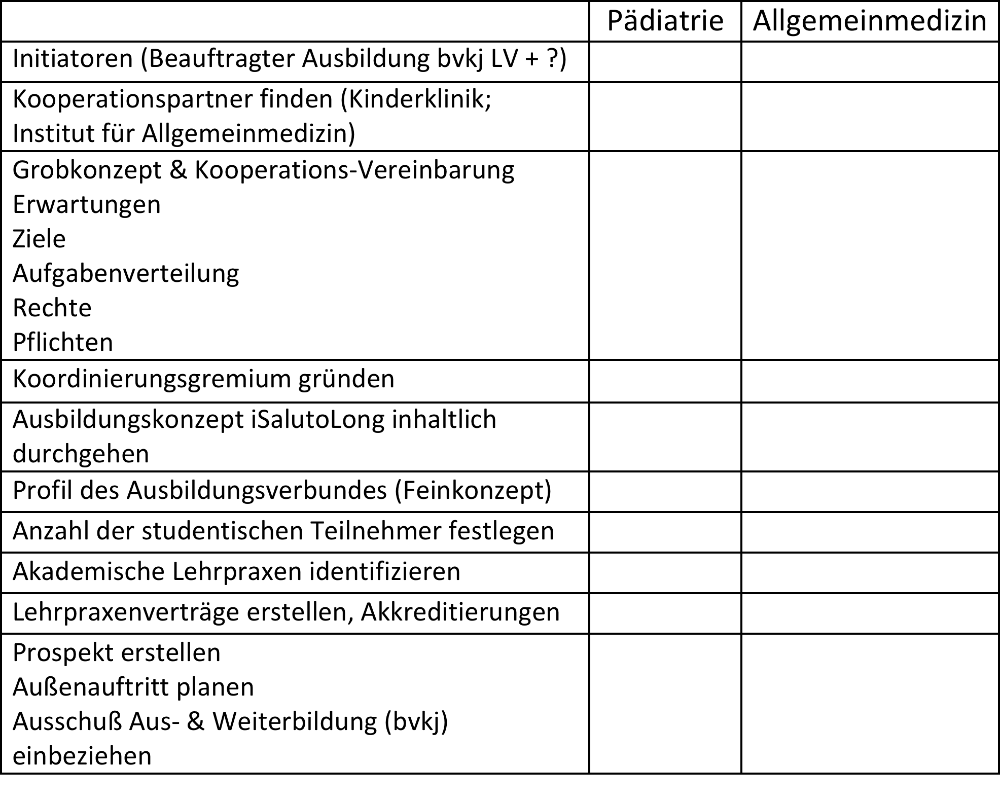 Pädiatrie Allgemeinmedizin
Initiatoren (Beauftragter Ausbildung bvkj LV + ?)
Kooperationspartner finden (Kinderklinik;
Institut für Allgemeinmedizin)
Grobkonzept & Kooperations-Vereinbarung
Erwartungen
Ziele
Aufgabenverteilung
Rechte
Pflichten
Koordinierungsgremium gründen
Ausbildungskonzept iSalutoLong inhaltlich
durchgehen
Profil des Ausbildungsverbundes (Feinkonzept)
Anzahl der studentischen Teilnehmer festlegen
Akademische Lehrpraxen identifizieren
Lehrpraxenverträge erstellen, Akkreditierungen
Prospekt erstellen
Außenauftritt planen
Ausschuß Aus- & Weiterbildung (bvkj)
einbeziehen